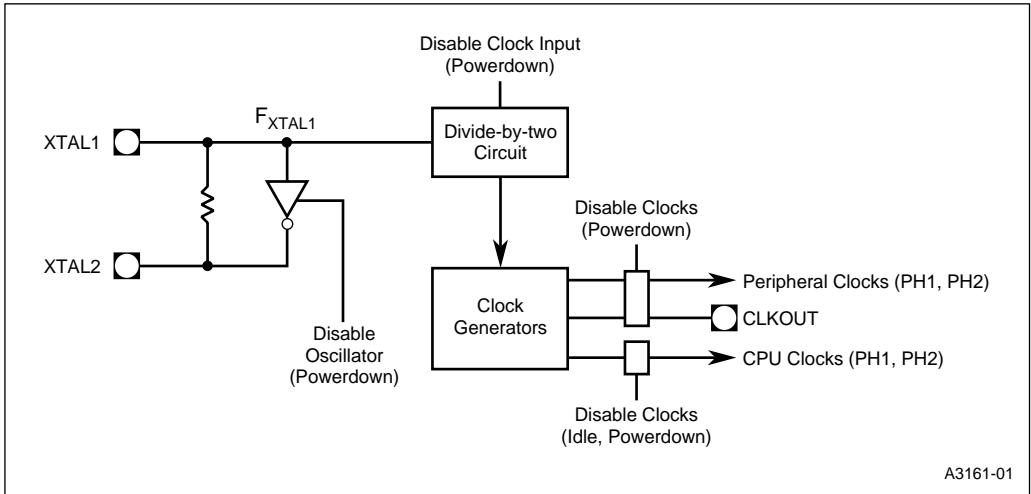 Disable Clock Input
(Powerdown)
XTAL1
FXTAL1
Divide-by-two
Circuit
Disable Clocks
(Powerdown)
XTAL2
Clock
Generators
Peripheral Clocks (PH1, PH2)
CLKOUT
CPU Clocks (PH1, PH2)
Disable
Oscillator
(Powerdown)
Disable Clocks
(Idle, Powerdown)
A3161-01